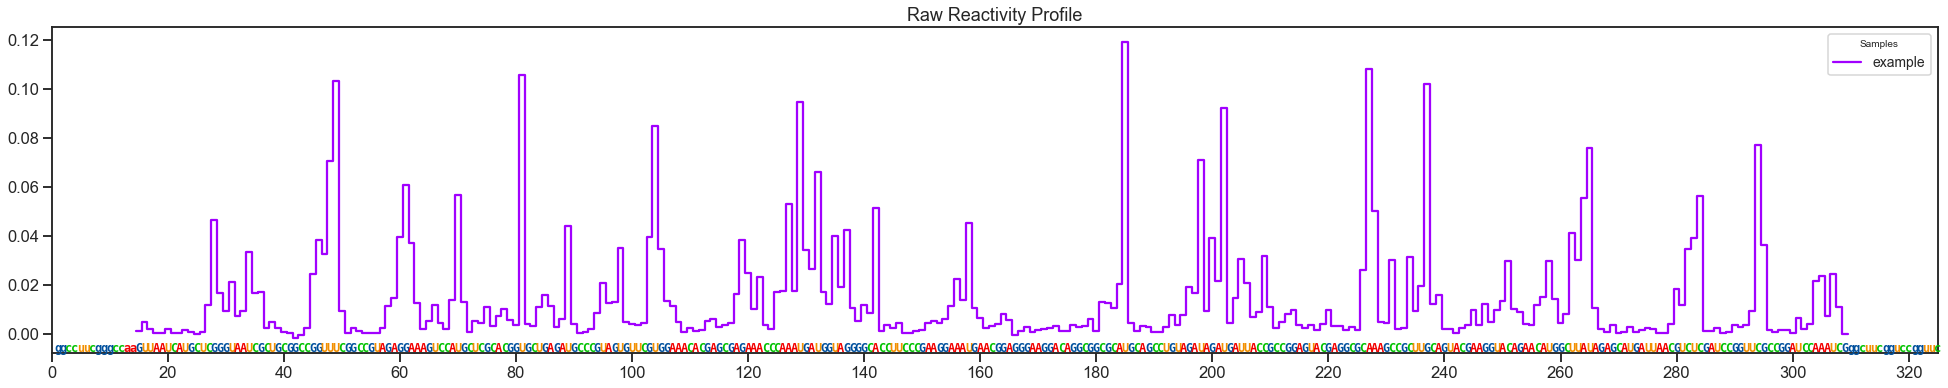 Raw Reactivity Profile
Samples
example
0.12
0.10
0.08
0.06
0.04
0.02
0.00
ggccuucgggccaaGUUAAUCAUGCUCGGGUAAUCGCUGCGGCCGGUUUCGGCCGUAGAGGAAAGUCCAUGCUCGCACGGUGCUGAGAUGCCCGUAGUGUUCGUGGAAACACGAGCGAGAAACCCAAAUGAUGGUAGGGGCACCUUCCCGAAGGAAAUGAACGGAGGGAAGGACAGGCGGCGCAUGCAGCCUGUAGAUAGAUGAUUACCGCCGGAGUACGAGGCGCAAAGCCGCUUGCAGUACGAAGGUACAGAACAUGGCUUAUAGAGCAUGAUUAACGUCUCGAUCCGGUUCGCCGGAUCCAAAUCGggcuucgguccgguuc
0 20 40 60 80 100 120 140 160 180 200 220 240 260 280 300 320